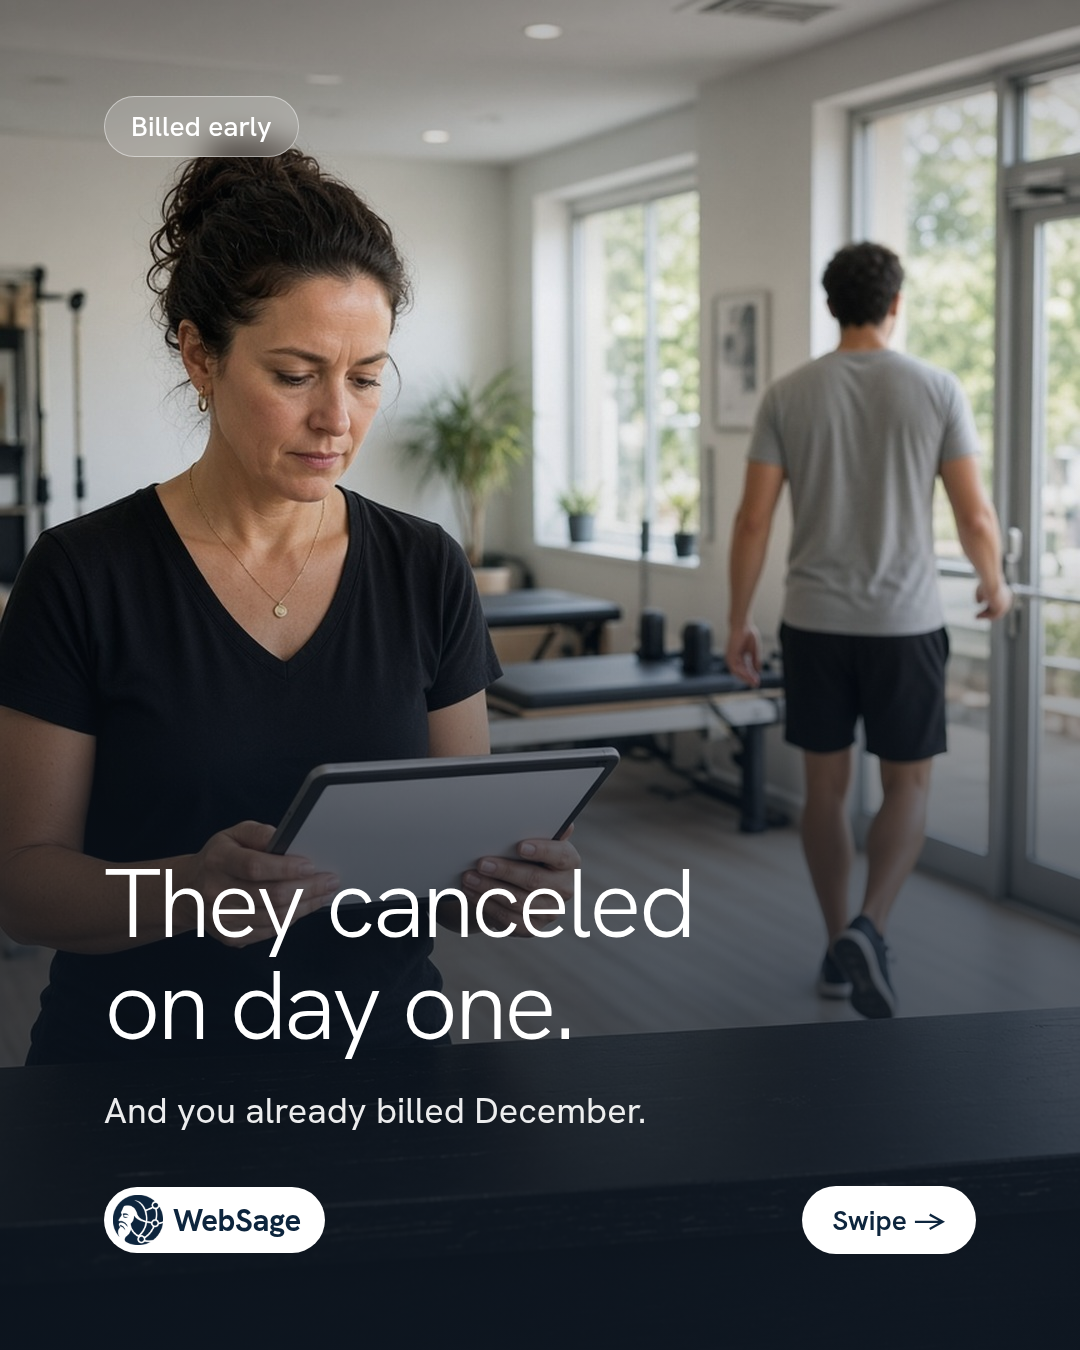 Billed early
They canceled
on day one.
And you already billed December.
WebSage
Swipe →